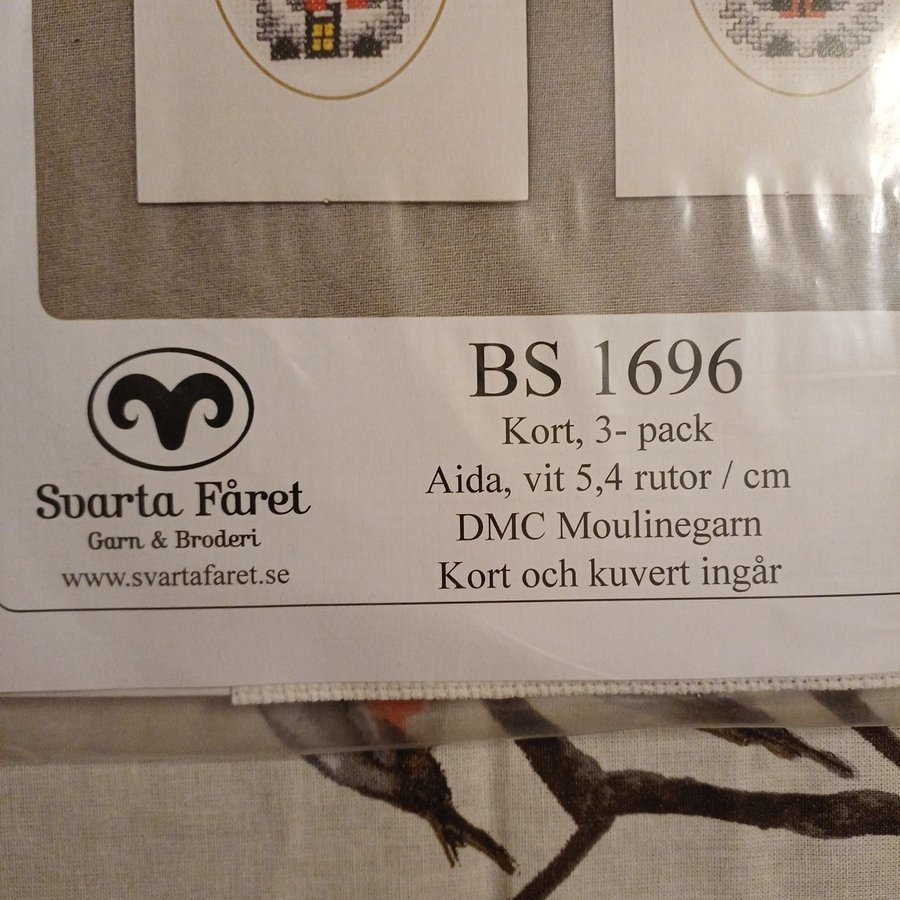 Svarta Fåret
Garn & Broderi
www.svartafaret.se
BS 1696
Kort, 3- pack
Aida, vit 5,4 rutor / cm
DMC Moulinegarn
Kort och kuvert ingår